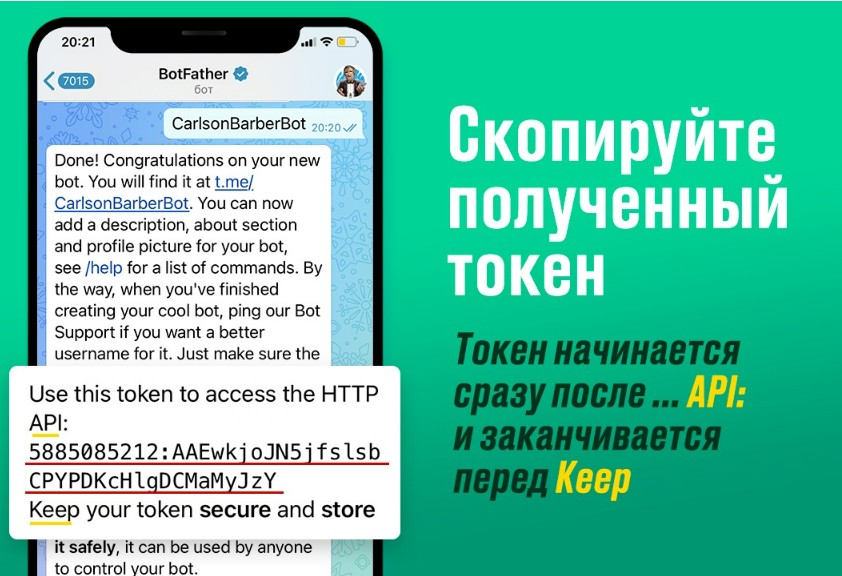 20:21
7015
BotFather
бот
CarlsonBarberBot 20:20
Done! Congratulations on your new
bot. You will find it at t.me/
CarlsonBarberBot. You can now
add a description, about section
and profile picture for your bot,
see /help for a list of commands. By
the way, when you've finished
creating your cool bot, ping our Bot
Support if you want a better
username for it. Just make sure the
Use this token to access the HTTP
API:
5885085212:AAEwkjoJN5jfslsb
CPYPDKcHlgDCMaMyJzY
Keep your token secure and store
it safely, it can be used by anyone
to control your bot.
Скопируйте
полученный
токен
Токен начинается
сразу после ... API:
и заканчивается
перед Keep